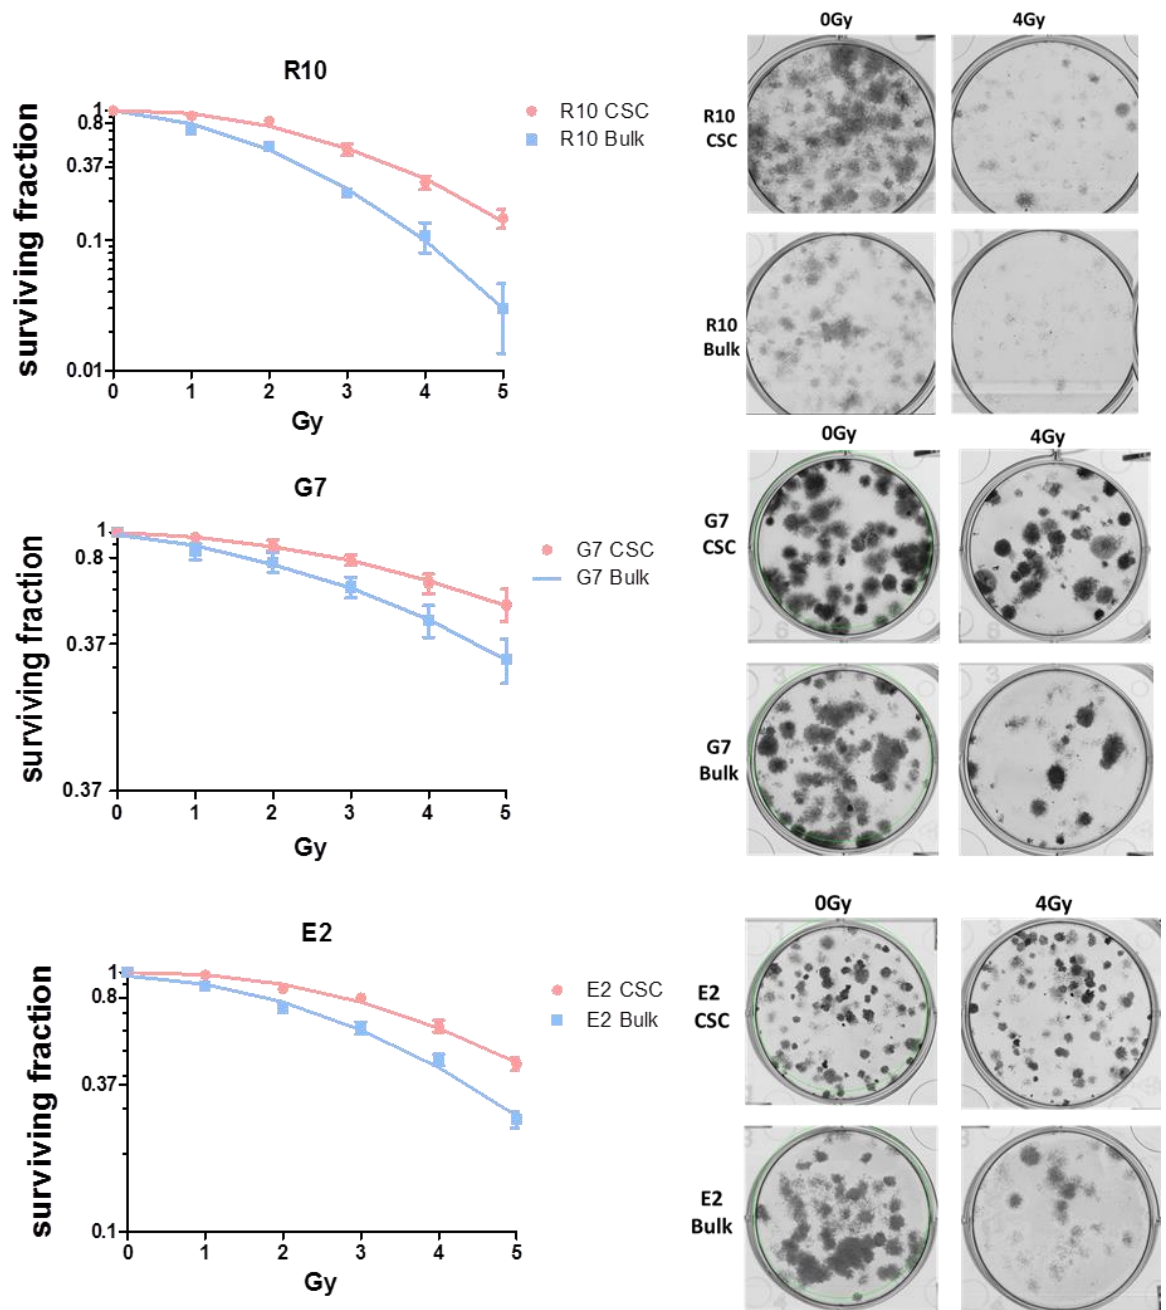 R10
surviving fraction
1
0.8
0.37
0.1
0.01
0 1 2 3 4 5
Gy
R10 CSC
R10 Bulk
0Gy 4Gy
R10
CSC
R10
Bulk
G7
surviving fraction
1
0.8
0.37
0.37
0 1 2 3 4 5
Gy
G7 CSC
G7 Bulk
0Gy 4Gy
G7
CSC
G7
Bulk
E2
surviving fraction
1
0.8
0.37
0.1
0 1 2 3 4 5
Gy
E2 CSC
E2 Bulk
0Gy 4Gy
E2
CSC
E2
Bulk